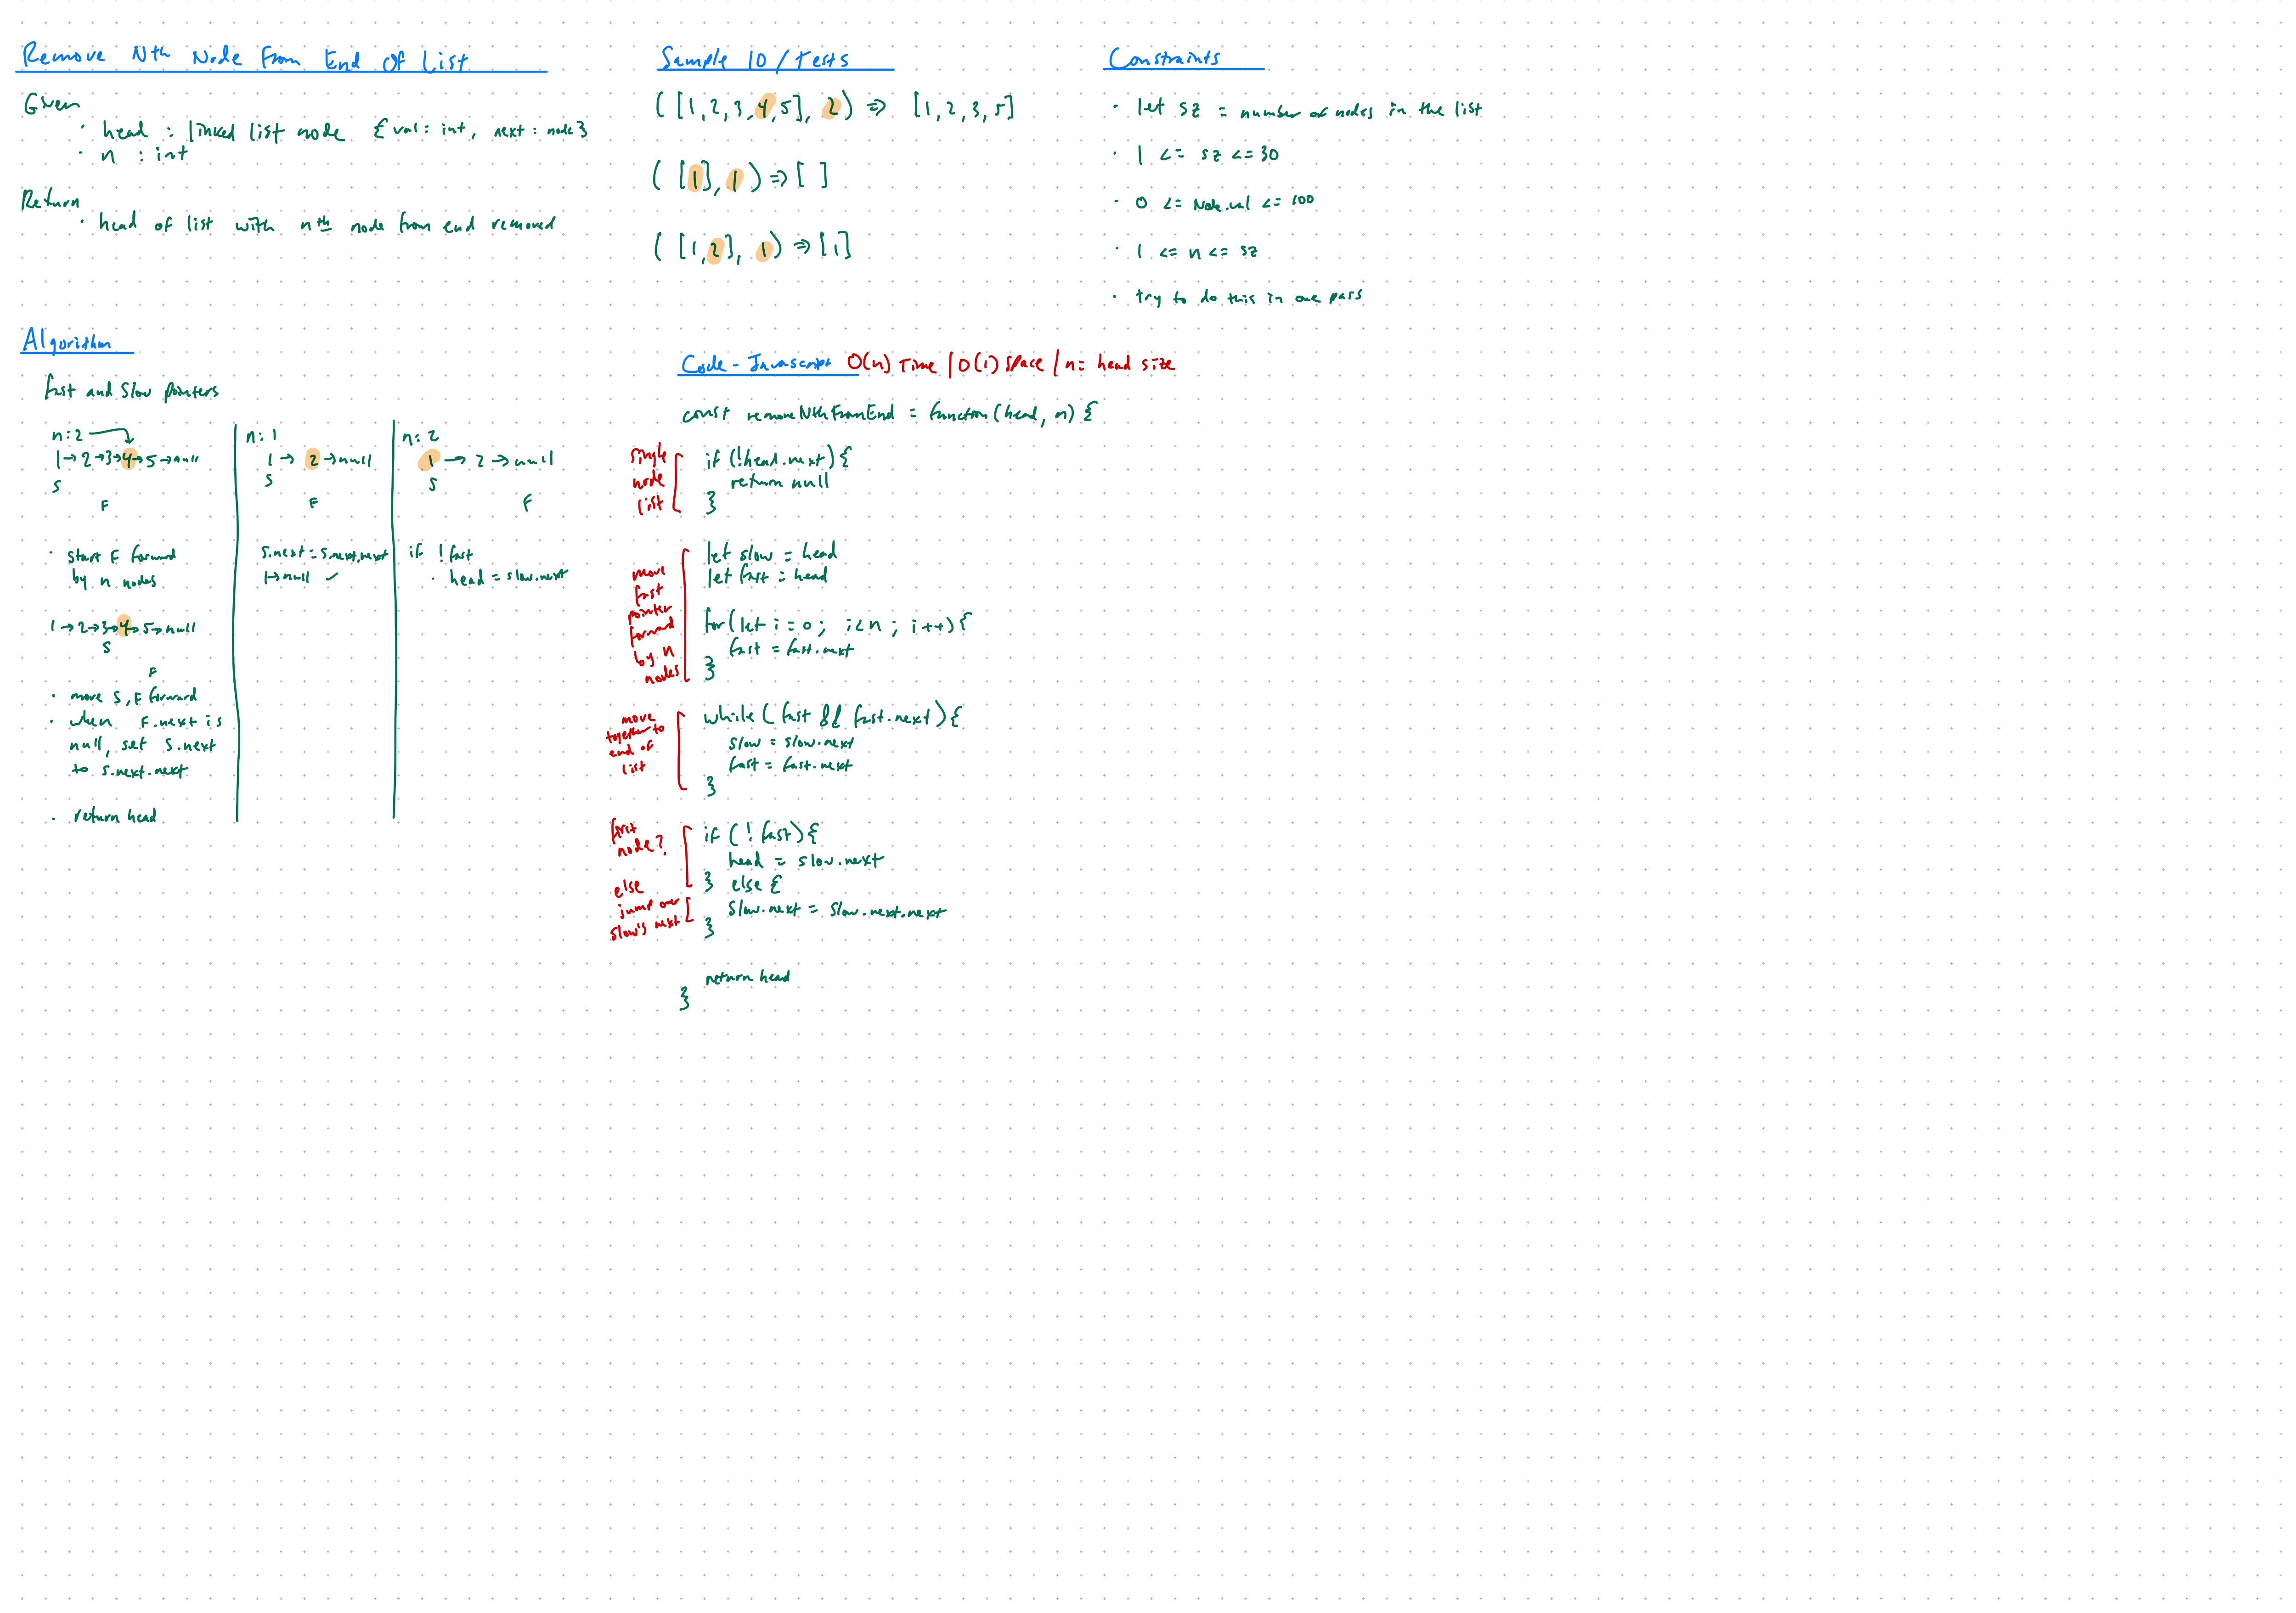 Remove Nth Node From End Of List
Given
· head : linked list node {val: int, next: node}
· n : int
Return
· head of list with nth node from end removed
Sample IO / Tests
([1,2,3,4,5], 2) => [1,2,3,5]
([1], 1) => [ ]
([1,2], 1) => [1]
Constraints
· let sz = number of nodes in the list
· 1 <= sz <= 30
· 0 <= Node.val <= 100
· 1 <= n <= sz
· try to do this in one pass
Algorithm
fast and slow pointers
n: 2
1→2→3→4→5→null
S
F
· start F forward
by n nodes
1→2→3→4→5→null
S
F
· move S, F forward
· when F.next is
null, set S.next
to S.next.next
· return head
n: 1
1→ 2 →null
S
F
S.next = S.next.next
1→null ✓
n: 2
1 → 2 → null
S
F
if !fast
· head = slow.next
Code - Javascript O(n) Time / O(1) space / n = head size
const removeNthFromEnd = function(head, n) {
single
node
list
if (!head.next) {
return null
}
move
fast
pointer
forward
by n
nodes
let slow = head
let fast = head
for(let i = 0; i < n; i++) {
fast = fast.next
}
move
together to
end of
list
while (fast && fast.next) {
slow = slow.next
fast = fast.next
}
first
node?
else
jump over
slow's next
if (!fast) {
head = slow.next
} else {
slow.next = slow.next.next
}
return head
}